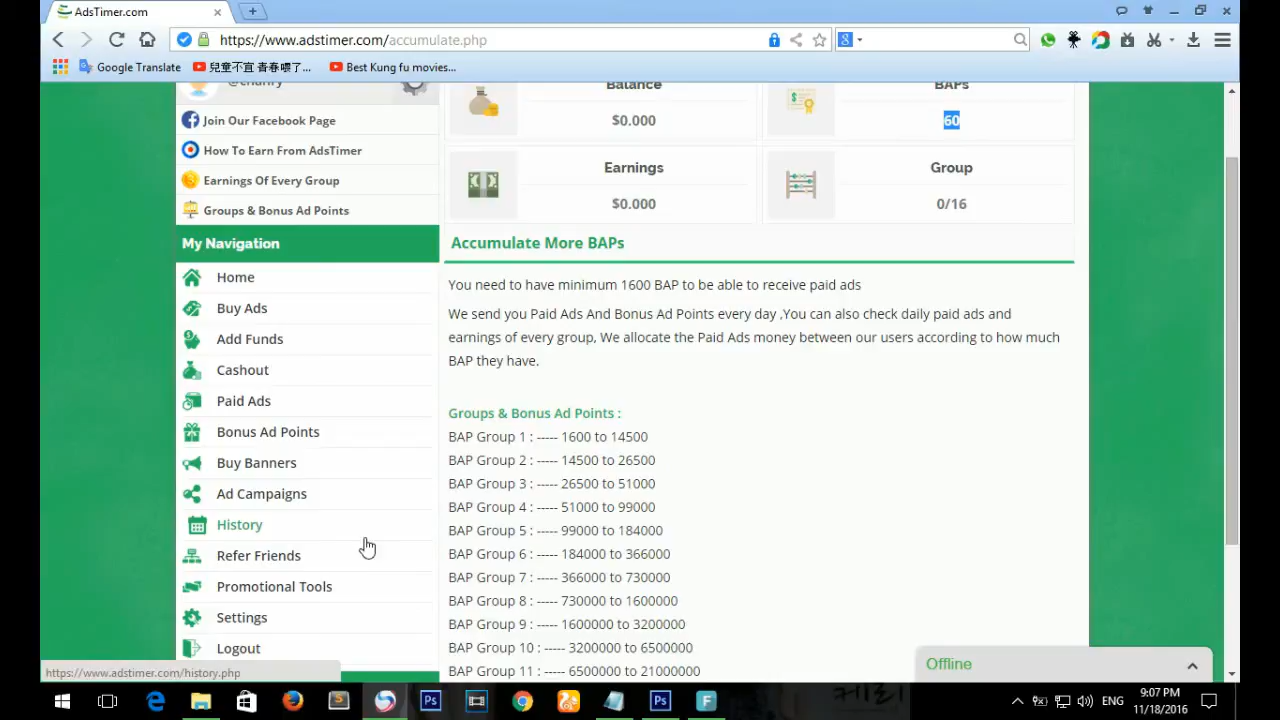 AdsTimer.com
https://www.adstimer.com/accumulate.php
Google Translate
兒童不宜 青春喂了...
Best Kung fu movies...
Balance
BAPs
$0.000
60
Join Our Facebook Page
How To Earn From AdsTimer
Earnings
Group
Earnings Of Every Group
$0.000
0/16
Groups & Bonus Ad Points
My Navigation
Accumulate More BAPs
Home
You need to have minimum 1600 BAP to be able to receive paid ads
Buy Ads
We send you Paid Ads And Bonus Ad Points every day ,You can also check daily paid ads and
Add Funds
earnings of every group, We allocate the Paid Ads money between our users according to how much
BAP they have.
Cashout
Paid Ads
Groups & Bonus Ad Points :
Bonus Ad Points
BAP Group 1 : ----- 1600 to 14500
BAP Group 2 : ----- 14500 to 26500
Buy Banners
BAP Group 3 : ----- 26500 to 51000
Ad Campaigns
BAP Group 4 : ----- 51000 to 99000
History
BAP Group 5 : ----- 99000 to 184000
Refer Friends
BAP Group 6 : ----- 184000 to 366000
BAP Group 7 : ----- 366000 to 730000
Promotional Tools
BAP Group 8 : ----- 730000 to 1600000
Settings
BAP Group 9 : ----- 1600000 to 3200000
Logout
BAP Group 10 : ----- 3200000 to 6500000
BAP Group 11 : ----- 6500000 to 21000000
Offline
https://www.adstimer.com/history.php
ENG
9:07 PM
11/18/2016